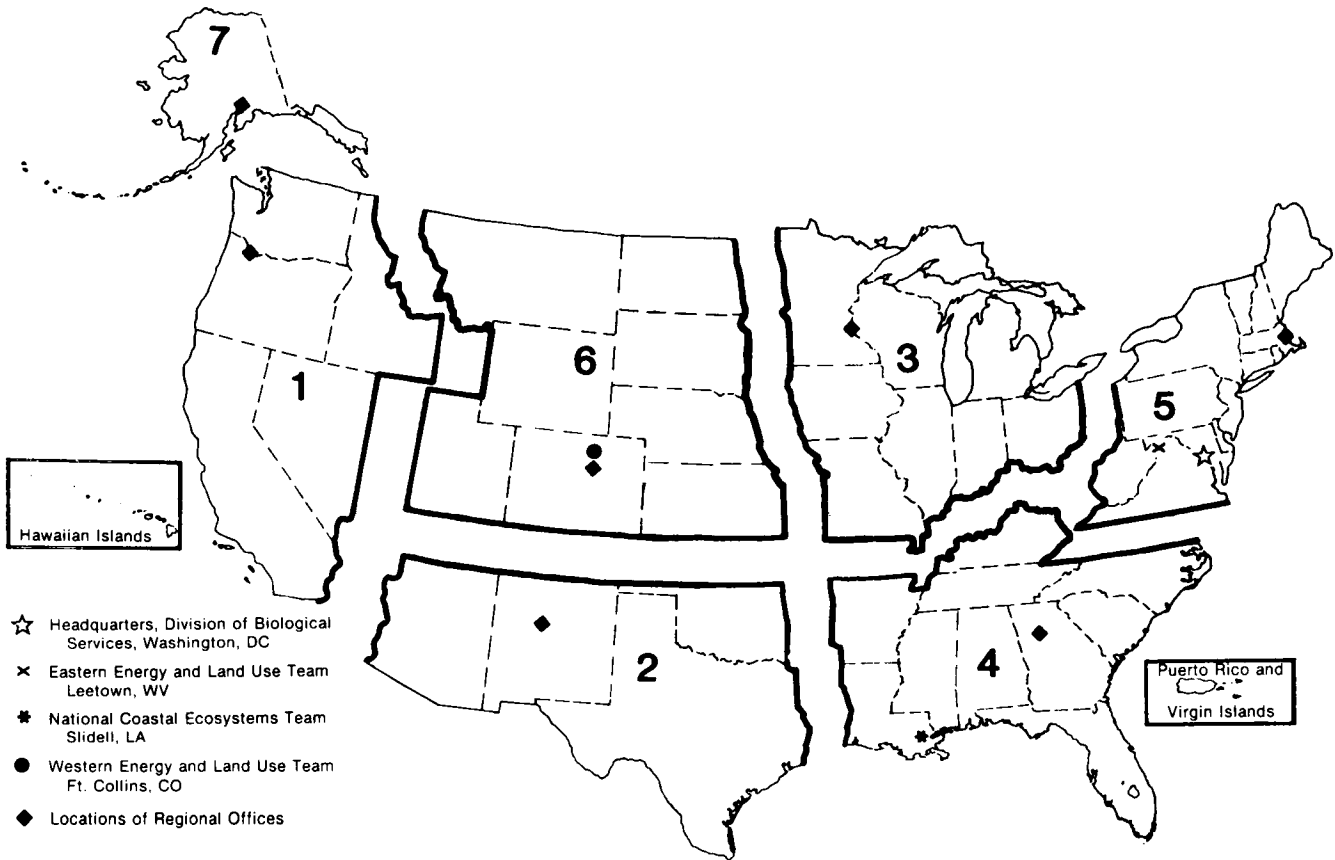 7
1
6
3
5
2
4
Hawaiian Islands
Puerto Rico and
Virgin Islands
Headquarters, Division of Biological
Services, Washington, DC
Eastern Energy and Land Use Team
Leetown, WV
National Coastal Ecosystems Team
Slidell, LA
Western Energy and Land Use Team
Ft. Collins, CO
Locations of Regional Offices